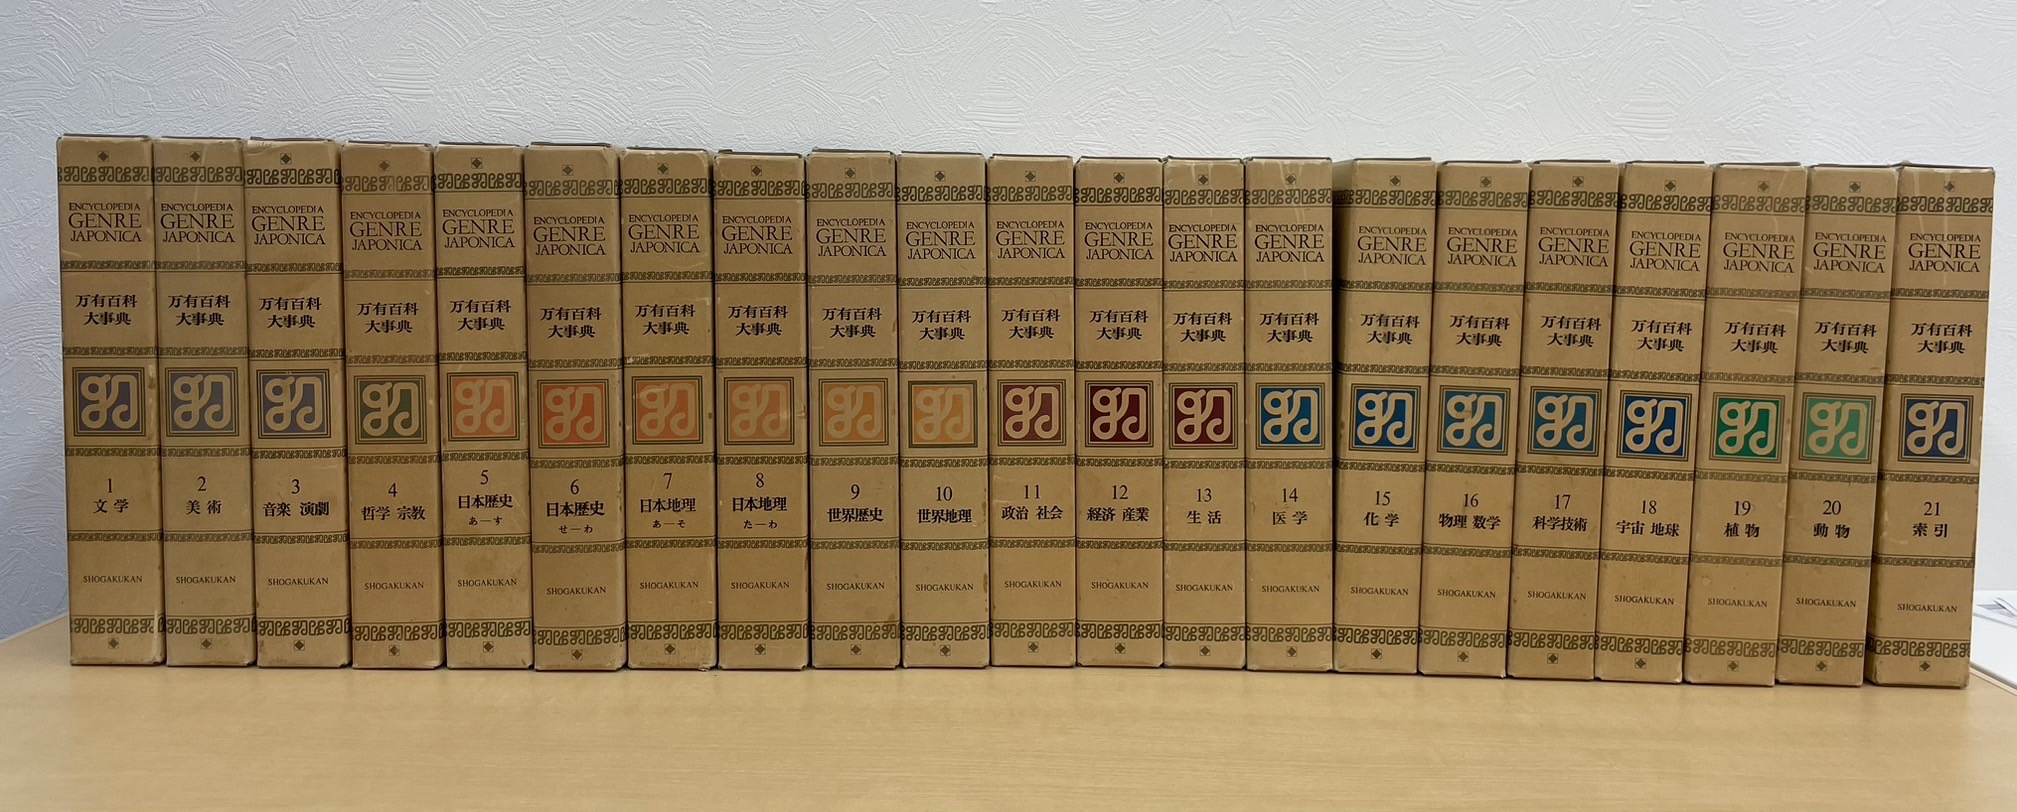 ENCYCLOPEDIA
GENRE
JAPONICA
万有百科
大事典
1
文学
SHOGAKUKAN
ENCYCLOPEDIA
GENRE
JAPONICA
万有百科
大事典
2
美術
SHOGAKUKAN
ENCYCLOPEDIA
GENRE
JAPONICA
万有百科
大事典
3
音楽 演劇
SHOGAKUKAN
ENCYCLOPEDIA
GENRE
JAPONICA
万有百科
大事典
4
哲学 宗教
SHOGAKUKAN
ENCYCLOPEDIA
GENRE
JAPONICA
万有百科
大事典
5
日本歴史
あ―す
SHOGAKUKAN
ENCYCLOPEDIA
GENRE
JAPONICA
万有百科
大事典
6
日本歴史
せ―わ
SHOGAKUKAN
ENCYCLOPEDIA
GENRE
JAPONICA
万有百科
大事典
7
日本地理
あ―そ
SHOGAKUKAN
ENCYCLOPEDIA
GENRE
JAPONICA
万有百科
大事典
8
日本地理
た―わ
SHOGAKUKAN
ENCYCLOPEDIA
GENRE
JAPONICA
万有百科
大事典
9
世界歴史
SHOGAKUKAN
ENCYCLOPEDIA
GENRE
JAPONICA
万有百科
大事典
10
世界地理
SHOGAKUKAN
ENCYCLOPEDIA
GENRE
JAPONICA
万有百科
大事典
11
政治 社会
SHOGAKUKAN
ENCYCLOPEDIA
GENRE
JAPONICA
万有百科
大事典
12
経済 産業
SHOGAKUKAN
ENCYCLOPEDIA
GENRE
JAPONICA
万有百科
大事典
13
生活
SHOGAKUKAN
ENCYCLOPEDIA
GENRE
JAPONICA
万有百科
大事典
14
医学
SHOGAKUKAN
ENCYCLOPEDIA
GENRE
JAPONICA
万有百科
大事典
15
化学
SHOGAKUKAN
ENCYCLOPEDIA
GENRE
JAPONICA
万有百科
大事典
16
物理 数学
SHOGAKUKAN
ENCYCLOPEDIA
GENRE
JAPONICA
万有百科
大事典
17
科学技術
SHOGAKUKAN
ENCYCLOPEDIA
GENRE
JAPONICA
万有百科
大事典
18
宇宙 地球
SHOGAKUKAN
ENCYCLOPEDIA
GENRE
JAPONICA
万有百科
大事典
19
植物
SHOGAKUKAN
ENCYCLOPEDIA
GENRE
JAPONICA
万有百科
大事典
20
動物
SHOGAKUKAN
ENCYCLOPEDIA
GENRE
JAPONICA
万有百科
大事典
21
索引
SHOGAKUKAN